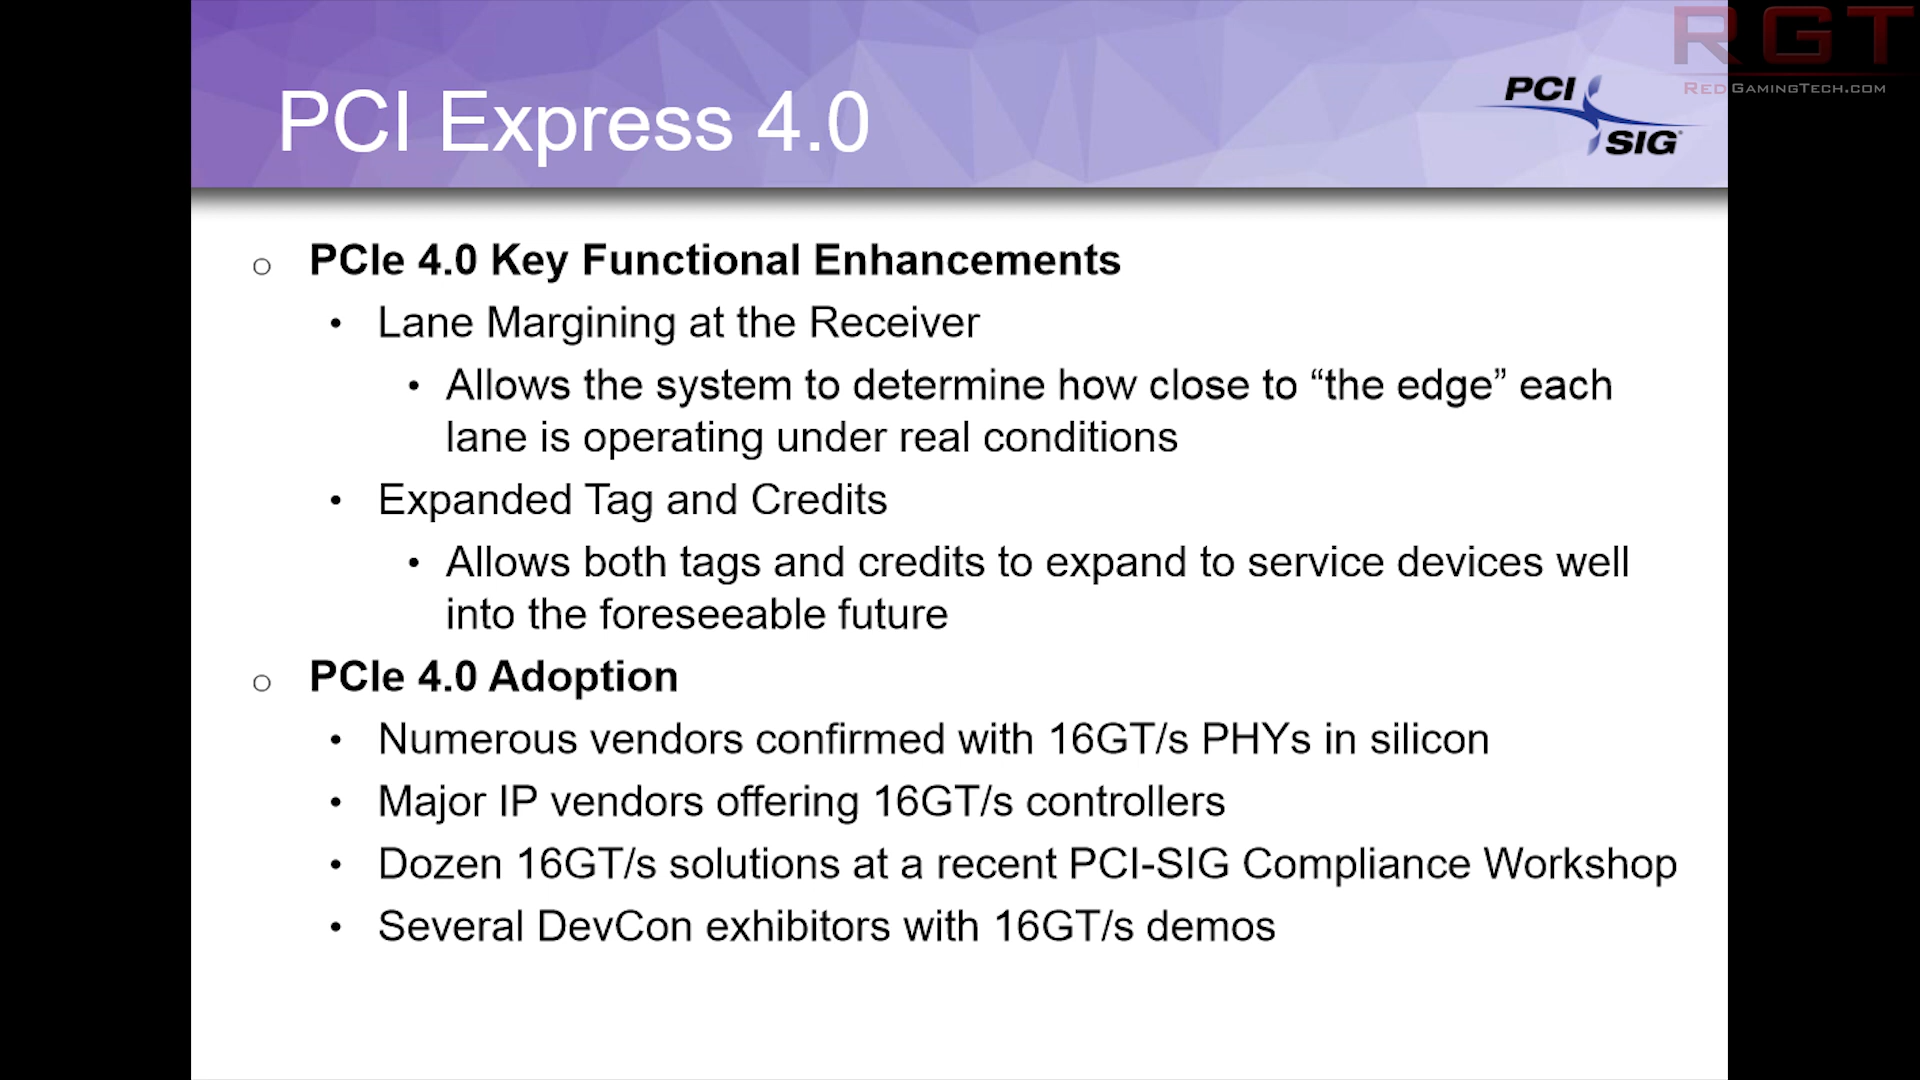 RGT
REDGAMINGTECH.COM
PCI Express 4.0
PCI
SIG
PCIe 4.0 Key Functional Enhancements
Lane Margining at the Receiver
Allows the system to determine how close to “the edge” each
lane is operating under real conditions
Expanded Tag and Credits
Allows both tags and credits to expand to service devices well
into the foreseeable future
PCIe 4.0 Adoption
Numerous vendors confirmed with 16GT/s PHYs in silicon
Major IP vendors offering 16GT/s controllers
Dozen 16GT/s solutions at a recent PCI-SIG Compliance Workshop
Several DevCon exhibitors with 16GT/s demos